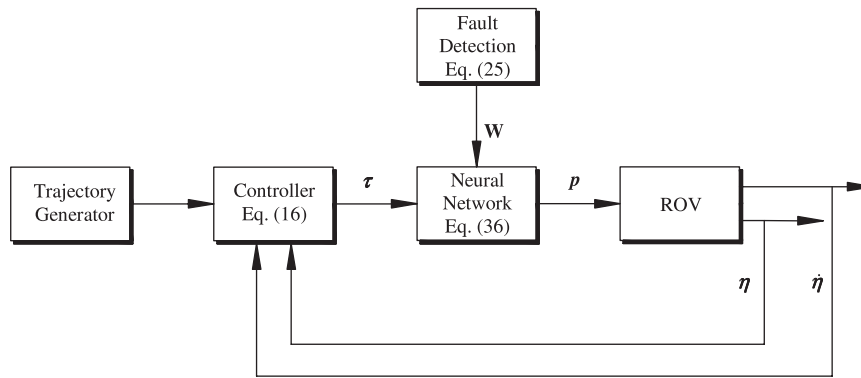 Fault
Detection
Eq. (25)
W
Trajectory
Generator
Controller
Eq. (16)
τ
Neural
Network
Eq. (36)
p
ROV
η
η̇